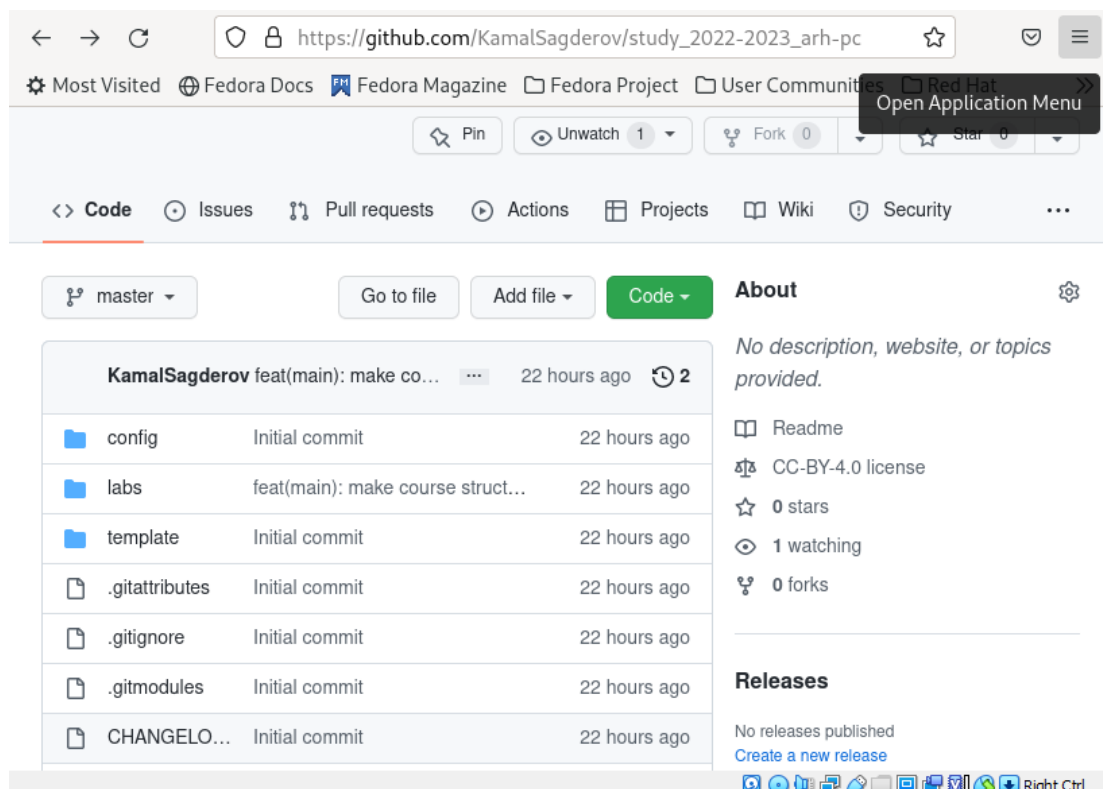 https://github.com/KamalSagderov/study_2022-2023_arh-pc
Most Visited Fedora Docs Fedora Magazine Fedora Project User Communities Red Hat
Open Application Menu
Pin Unwatch 1 Fork 0 Star 0
Code Issues Pull requests Actions Projects Wiki Security ...
master Go to file Add file Code
KamalSagderov feat(main): make co... ... 22 hours ago 2
config Initial commit 22 hours ago
labs feat(main): make course struct... 22 hours ago
template Initial commit 22 hours ago
.gitattributes Initial commit 22 hours ago
.gitignore Initial commit 22 hours ago
.gitmodules Initial commit 22 hours ago
CHANGELO... Initial commit 22 hours ago
About
No description, website, or topics
provided.
Readme
CC-BY-4.0 license
0 stars
1 watching
0 forks
Releases
No releases published
Create a new release
Right Ctrl